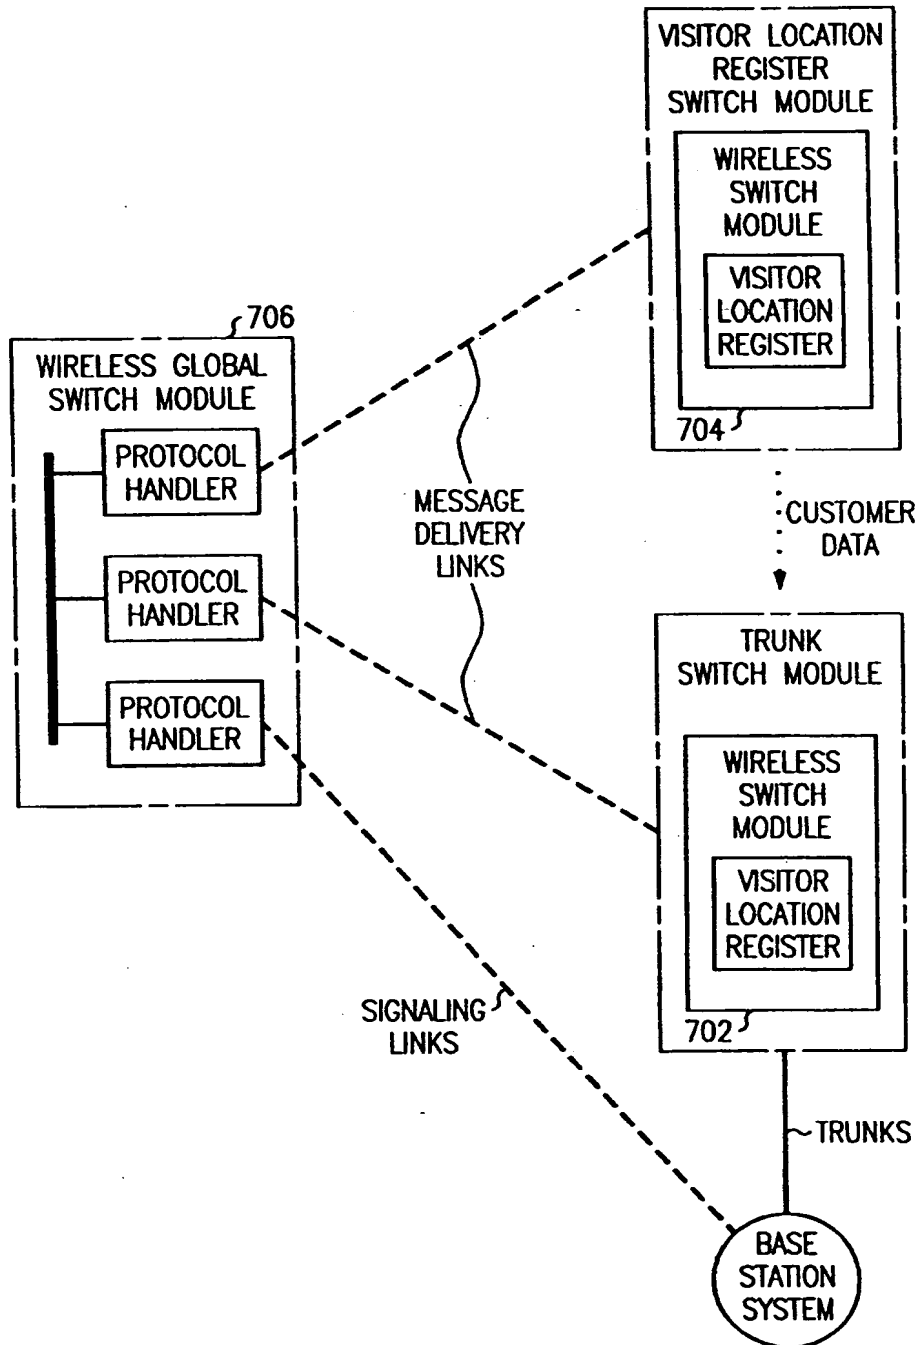 VISITOR LOCATION
REGISTER
SWITCH MODULE
WIRELESS
SWITCH
MODULE
VISITOR
LOCATION
REGISTER
704
706
WIRELESS GLOBAL
SWITCH MODULE
PROTOCOL
HANDLER
PROTOCOL
HANDLER
PROTOCOL
HANDLER
MESSAGE
DELIVERY
LINKS
CUSTOMER
DATA
TRUNK
SWITCH MODULE
WIRELESS
SWITCH
MODULE
VISITOR
LOCATION
REGISTER
702
SIGNALING
LINKS
TRUNKS
BASE
STATION
SYSTEM